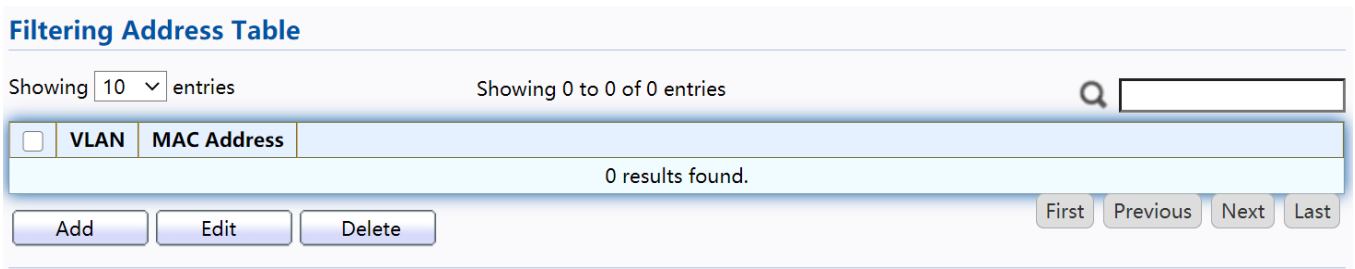 Filtering Address Table
Showing 10 entries Showing 0 to 0 of 0 entries
VLAN MAC Address
0 results found.
Add Edit Delete First Previous Next Last